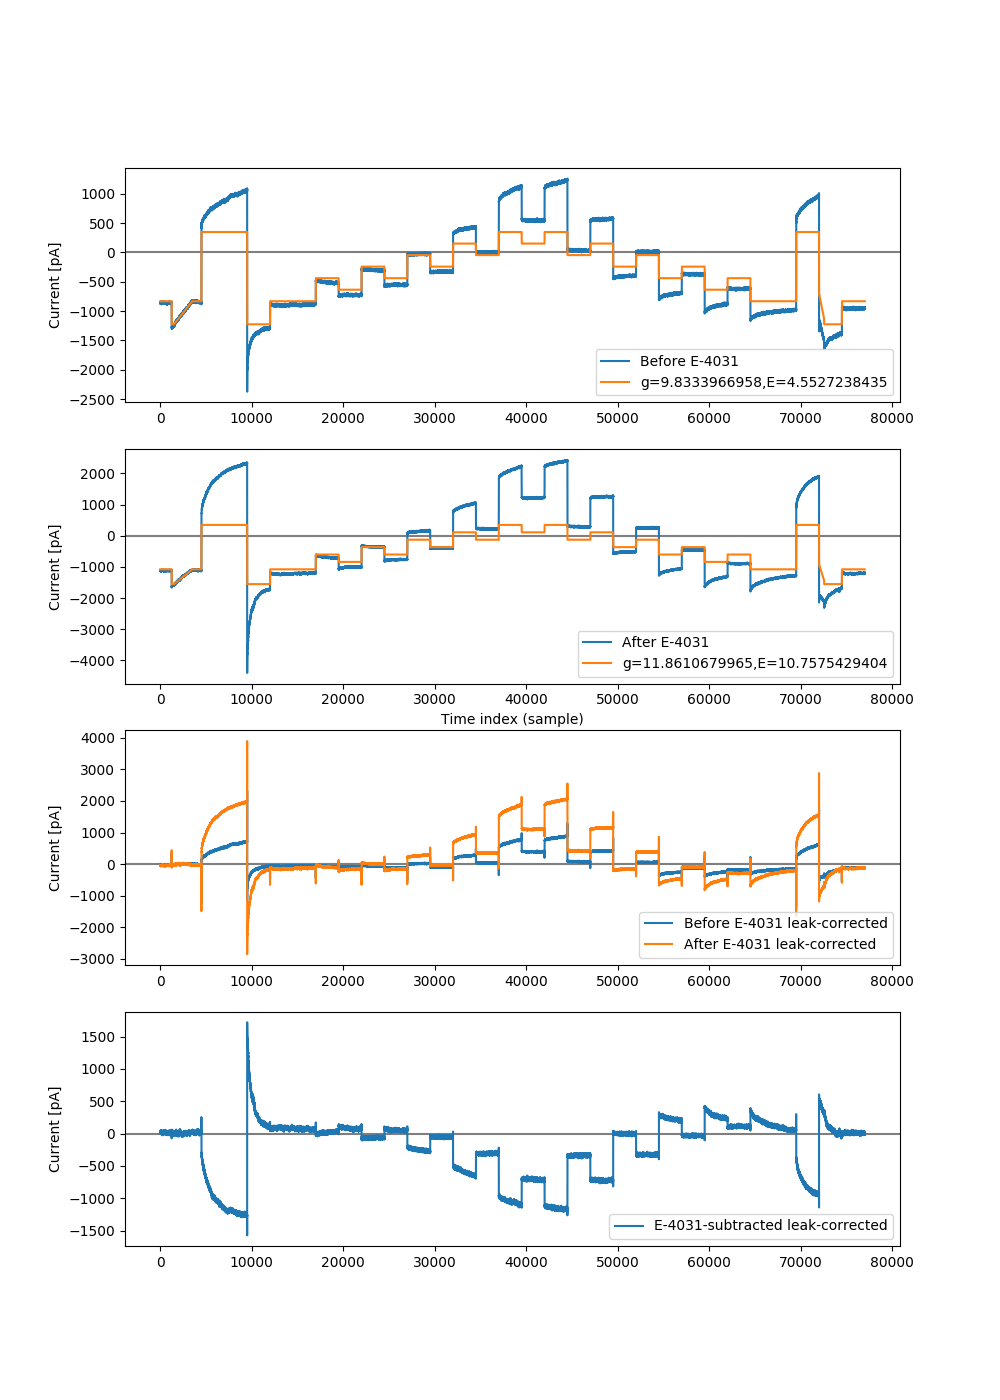 1000
500
0
−500
−1000
−1500
−2000
−2500
Current [pA]
Before E-4031
g=9.8333966958,E=4.5527238435
0 10000 20000 30000 40000 50000 60000 70000 80000
2000
1000
0
−1000
−2000
−3000
−4000
Current [pA]
After E-4031
g=11.8610679965,E=10.7575429404
0 10000 20000 30000 40000 50000 60000 70000 80000
Time index (sample)
4000
3000
2000
1000
0
−1000
−2000
−3000
Current [pA]
Before E-4031 leak-corrected
After E-4031 leak-corrected
0 10000 20000 30000 40000 50000 60000 70000 80000
1500
1000
500
0
−500
−1000
−1500
Current [pA]
E-4031-subtracted leak-corrected
0 10000 20000 30000 40000 50000 60000 70000 80000